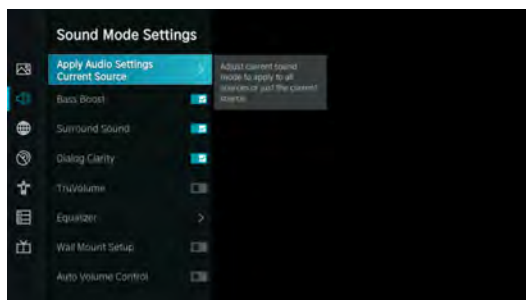 Sound Mode Settings
Apply Audio Settings
Current Source
Adjust current sound
mode to apply to all
sources or just the current
source.
Bass Boost
Surround Sound
Dialog Clarity
TruVolume
Equalizer
Wall Mount Setup
Auto Volume Control